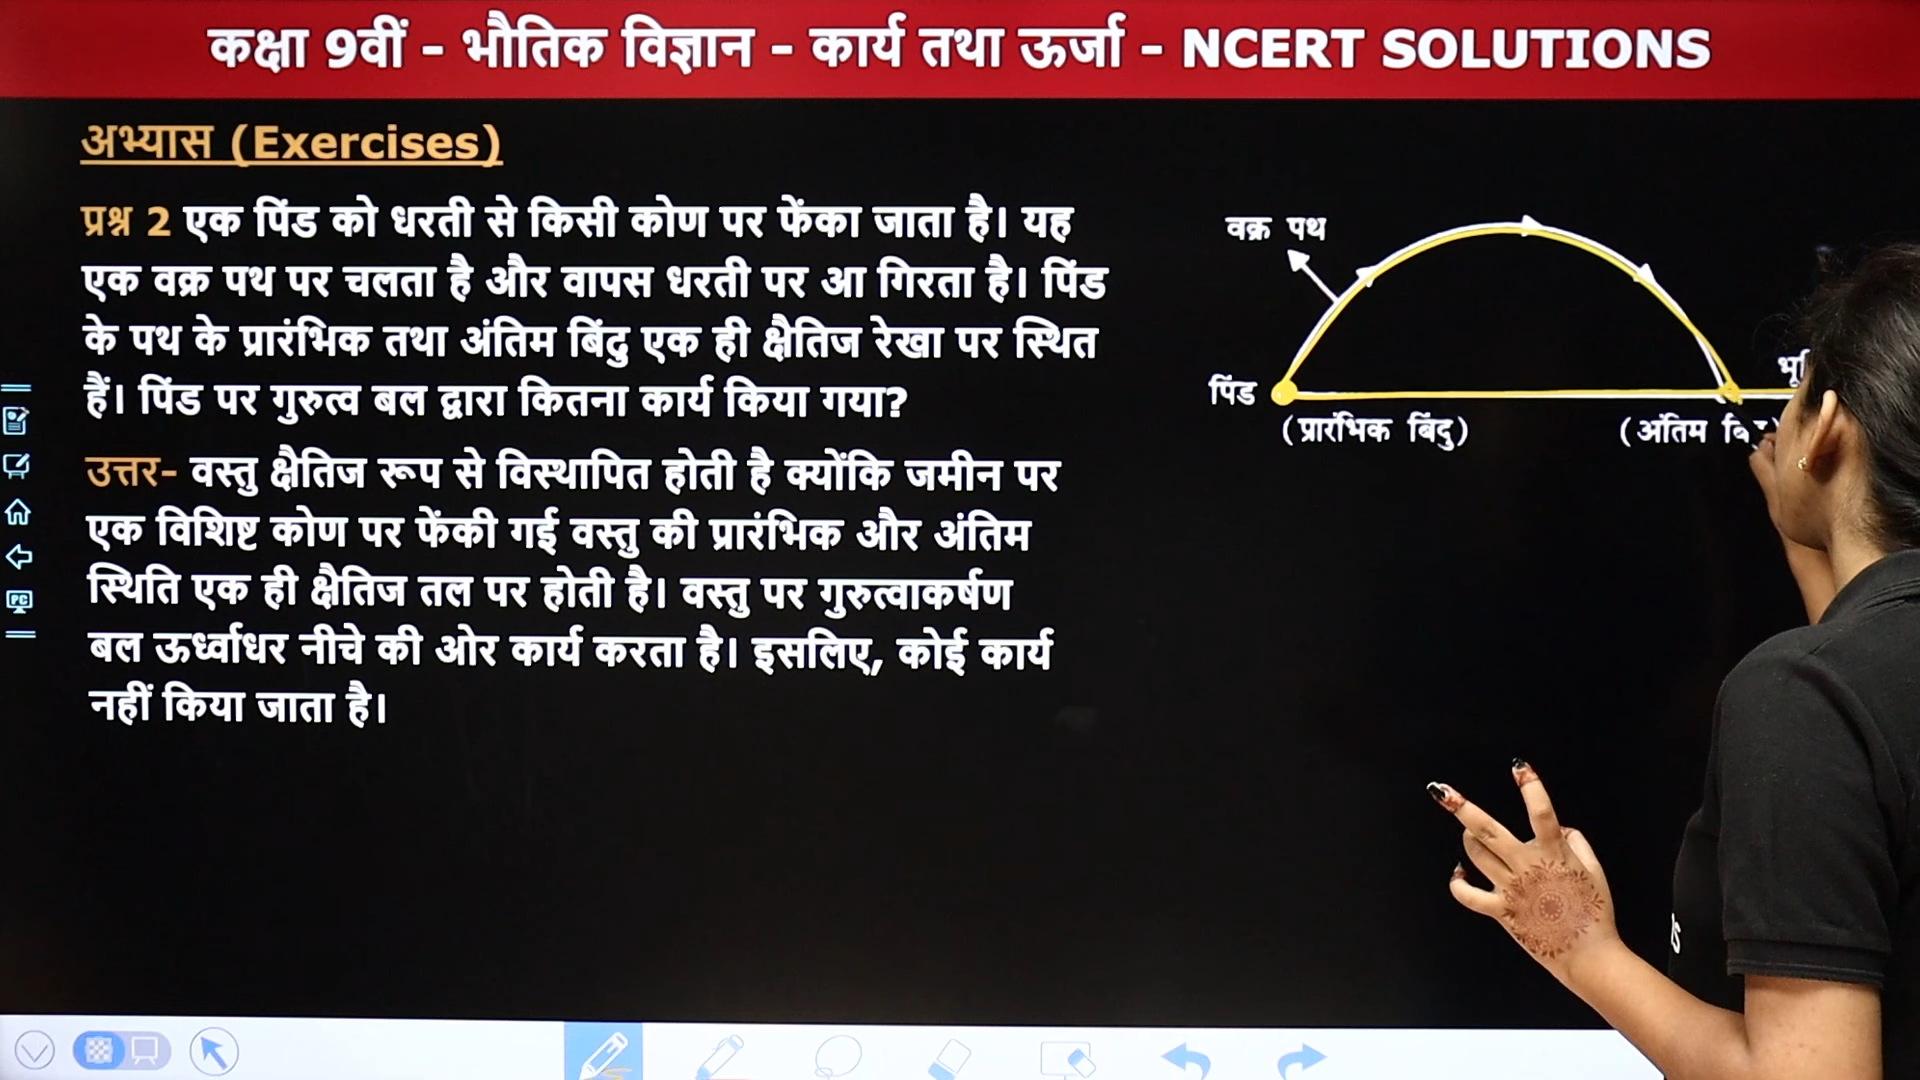 कक्षा 9वीं - भौतिक विज्ञान - कार्य तथा ऊर्जा - NCERT SOLUTIONS
अभ्यास (Exercises)
प्रश्न 2 एक पिंड को धरती से किसी कोण पर फेंका जाता है। यह
एक वक्र पथ पर चलता है और वापस धरती पर आ गिरता है। पिंड
के पथ के प्रारंभिक तथा अंतिम बिंदु एक ही क्षैतिज रेखा पर स्थित
हैं। पिंड पर गुरुत्व बल द्वारा कितना कार्य किया गया?
उत्तर- वस्तु क्षैतिज रूप से विस्थापित होती है क्योंकि जमीन पर
एक विशिष्ट कोण पर फेंकी गई वस्तु की प्रारंभिक और अंतिम
स्थिति एक ही क्षैतिज तल पर होती है। वस्तु पर गुरुत्वाकर्षण
बल ऊर्ध्वाधर नीचे की ओर कार्य करता है। इसलिए, कोई कार्य
नहीं किया जाता है।
वक्र पथ
पिंड
(प्रारंभिक बिंदु)
(अंतिम
PC